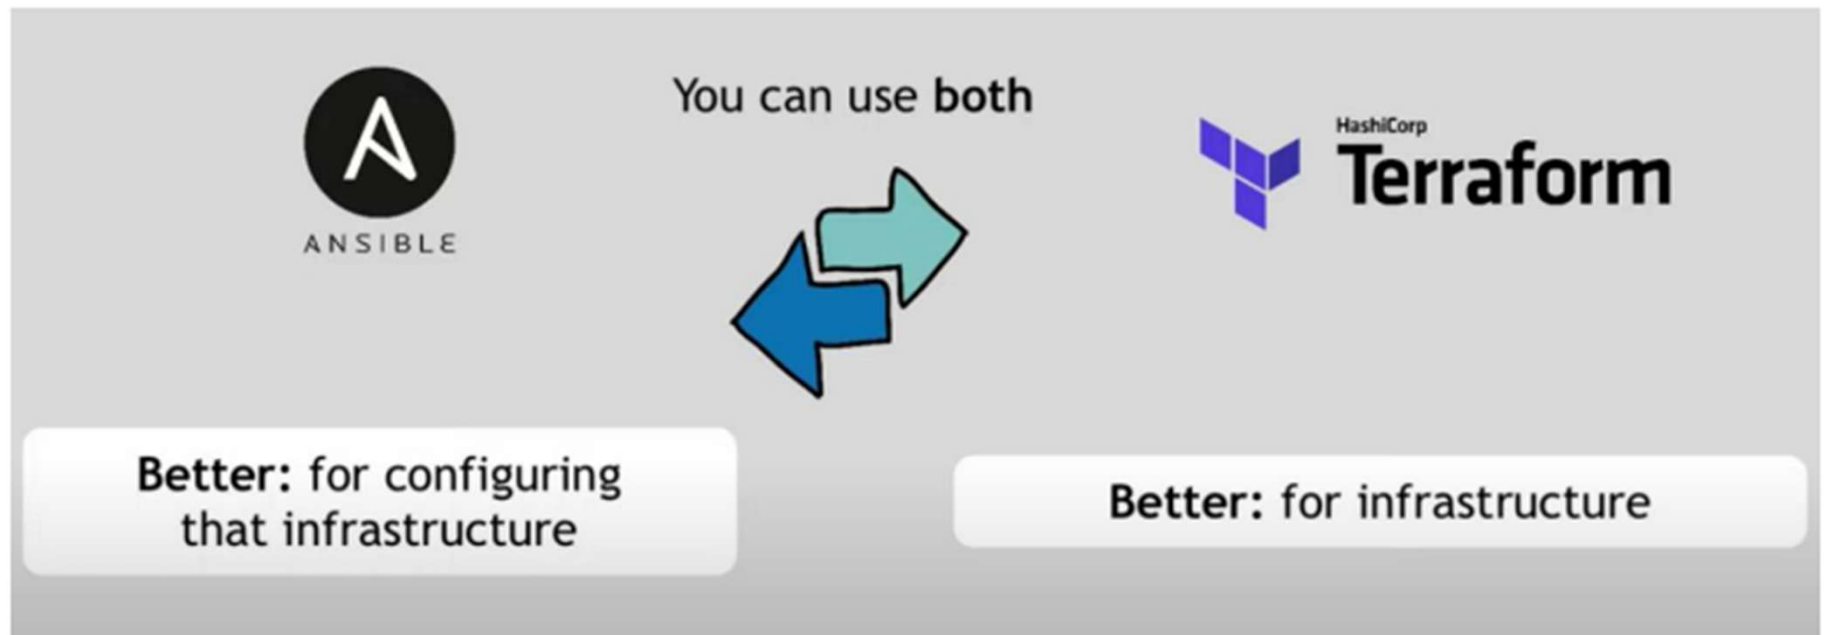 You can use both
ANSIBLE
HashiCorp
Terraform
Better: for configuring
that infrastructure
Better: for infrastructure